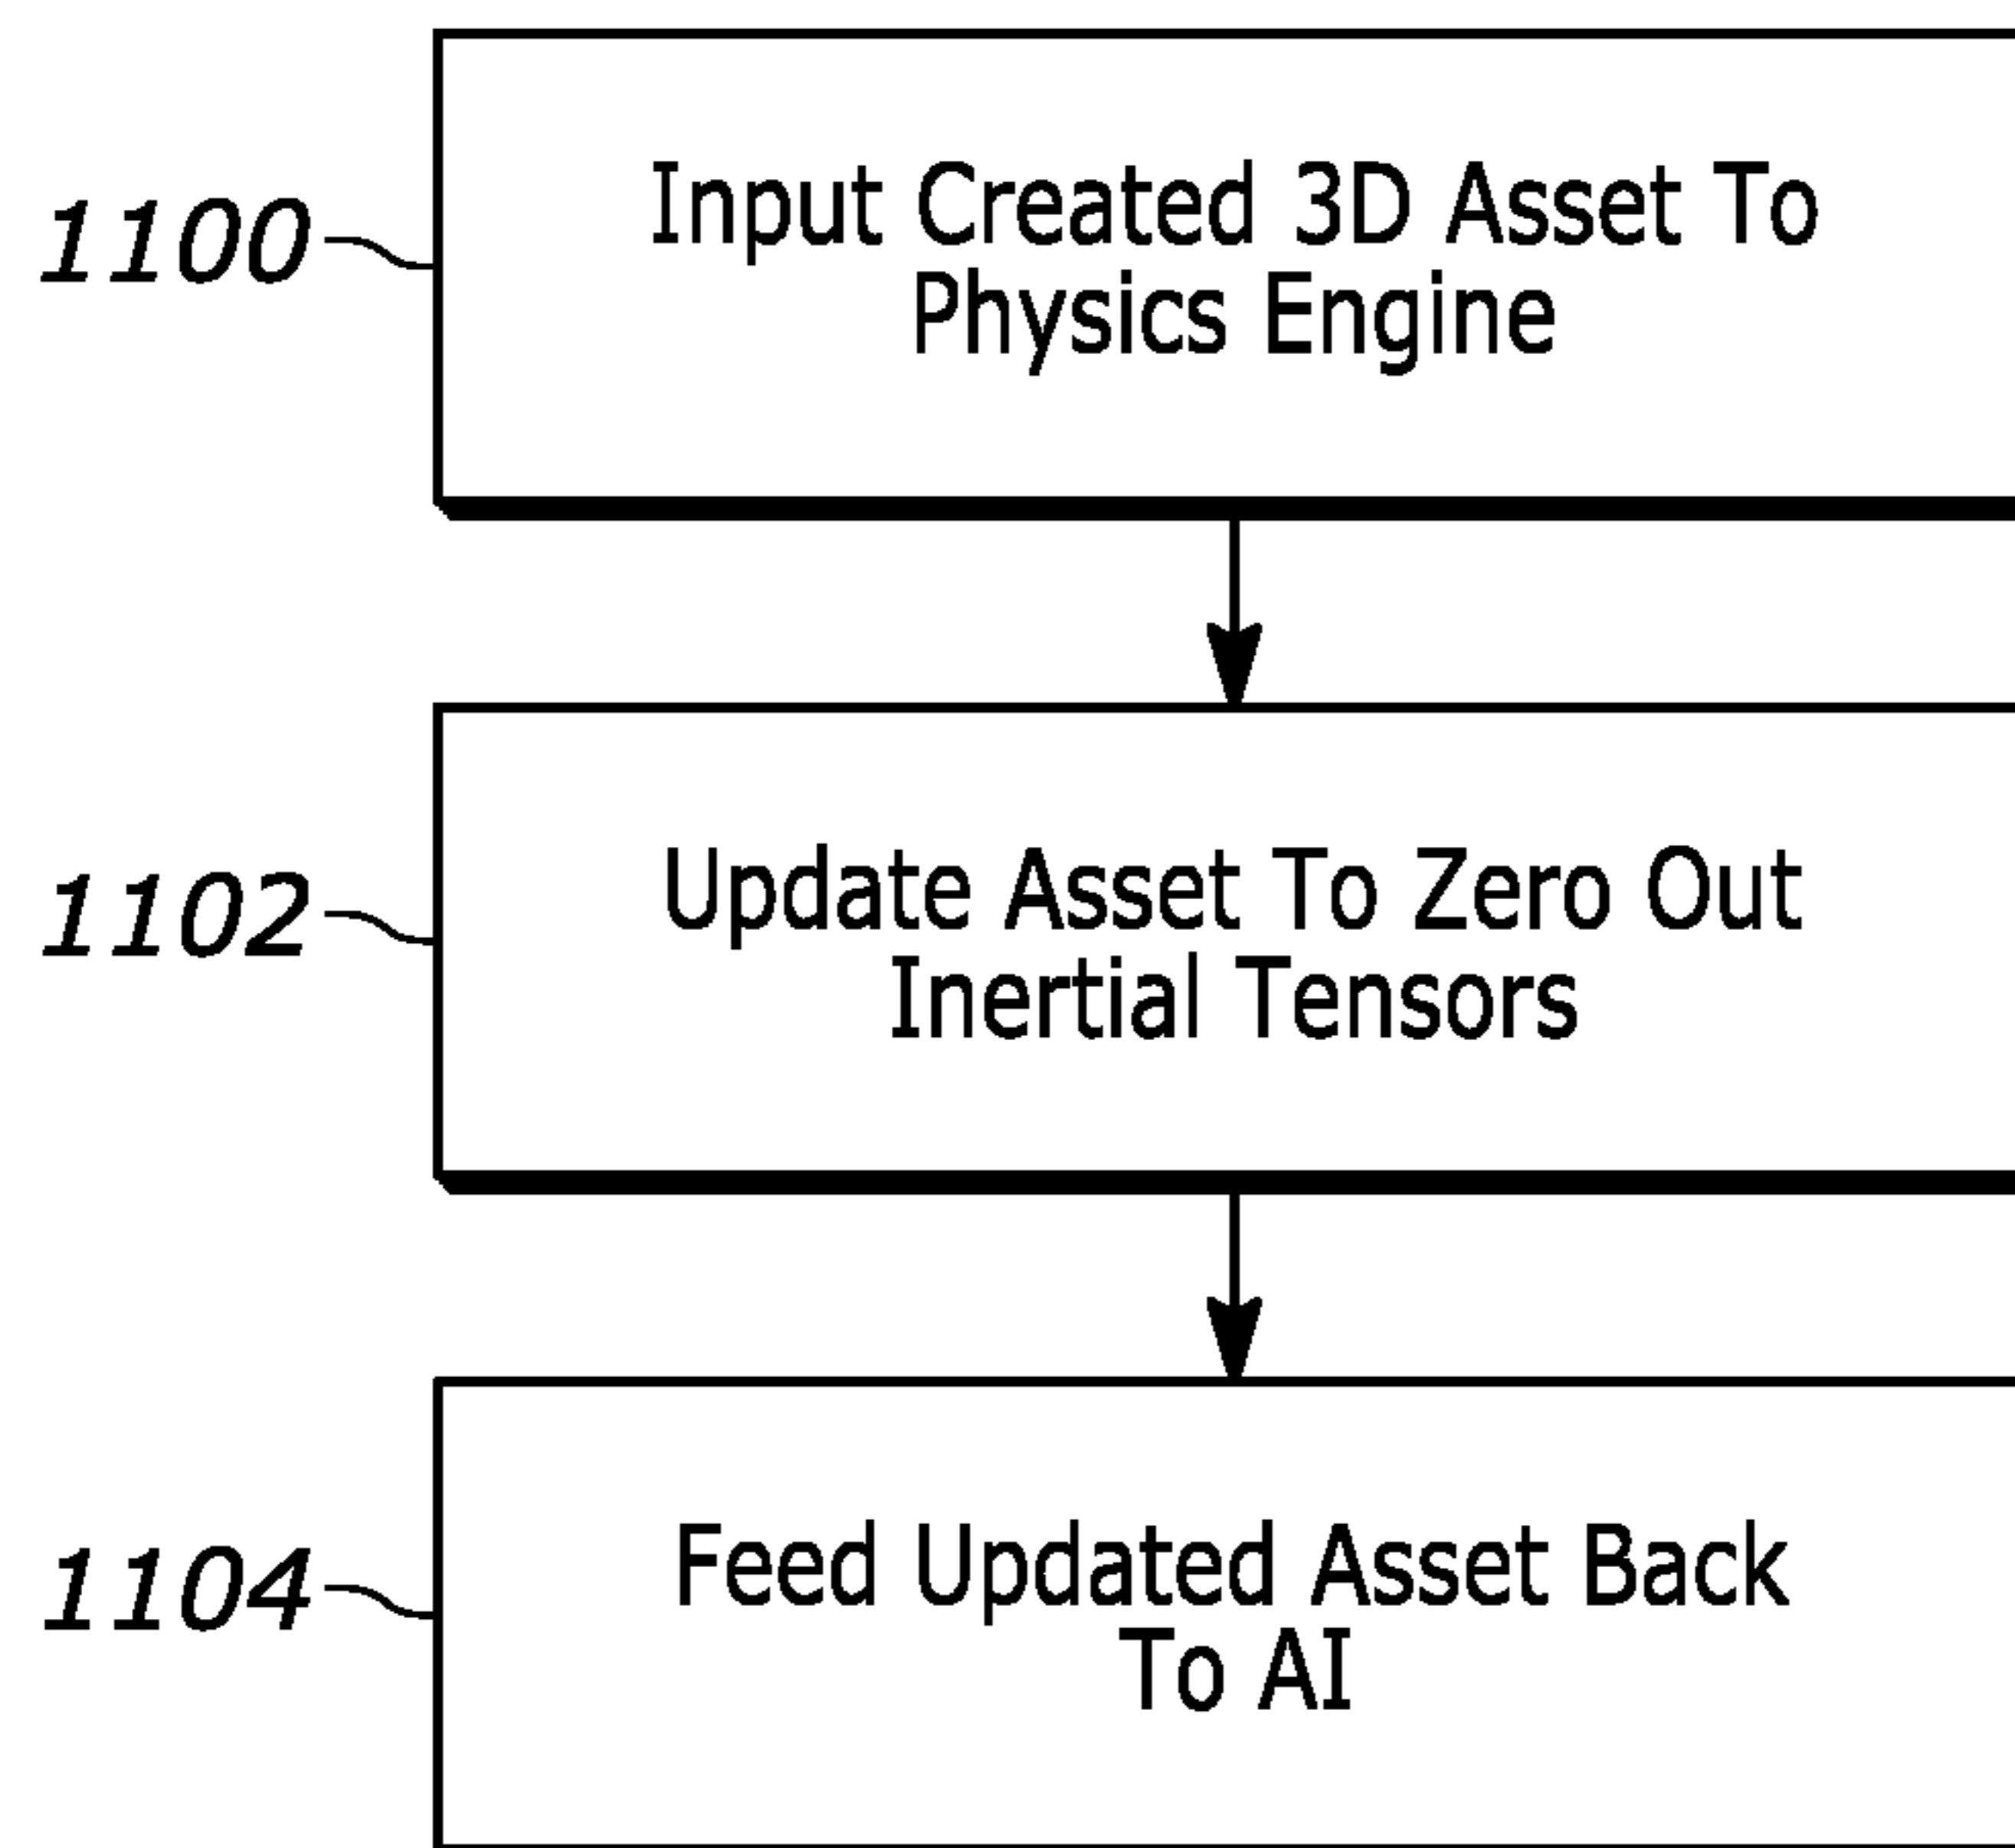 1100
Input Created 3D Asset To
Physics Engine
1102
Update Asset To Zero Out
Inertial Tensors
1104
Feed Updated Asset Back
To AI